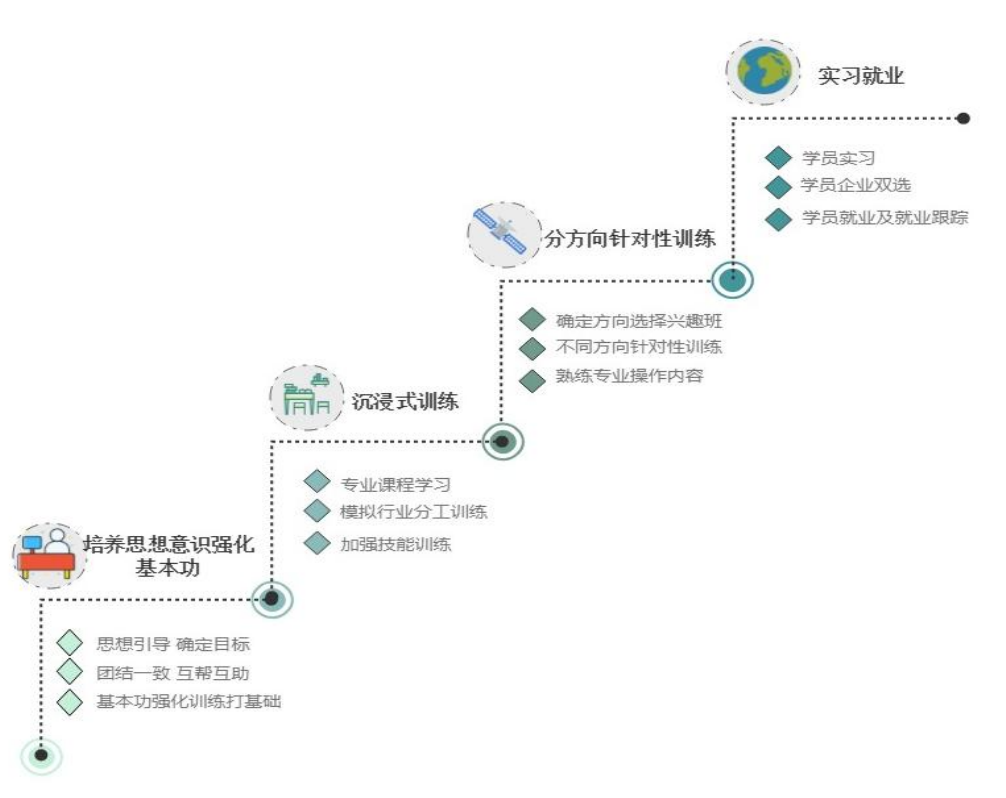 实习就业
学员实习
学员企业双选
学员就业及就业跟踪
分方向针对性训练
确定方向选择兴趣班
不同方向针对性训练
熟练专业操作内容
沉浸式训练
专业课程学习
模拟行业分工训练
加强技能训练
培养思想意识强化
基本功
思想引导 确定目标
团结一致 互帮互助
基本功强化训练打基础